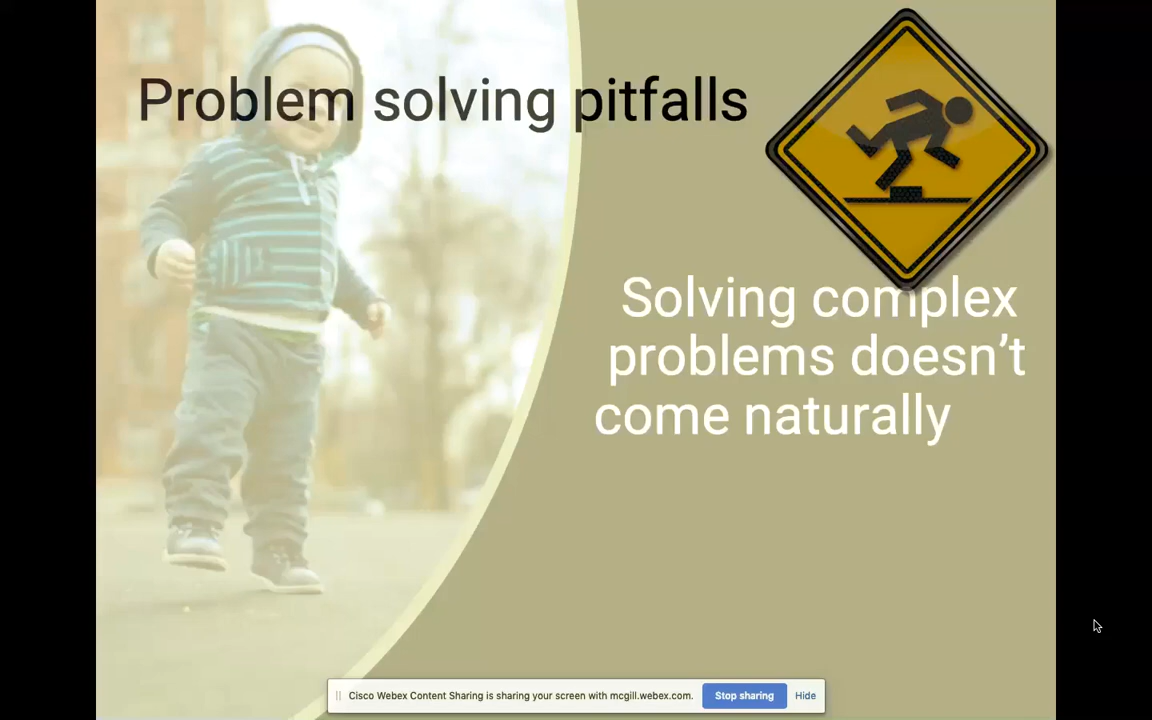 Problem solving pitfalls
Solving complex
problems doesn’t
come naturally
Cisco Webex Content Sharing is sharing your screen with mcgill.webex.com.
Stop sharing
Hide